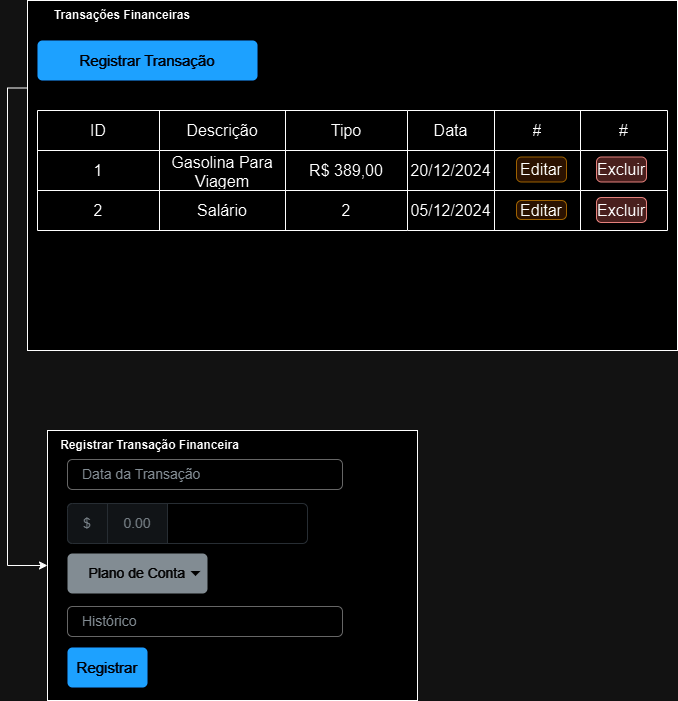 Transações Financeiras
Registrar Transação
ID Descrição Tipo Data # #
1 Gasolina Para Viagem R$ 389,00 20/12/2024 Editar Excluir
2 Salário 2 05/12/2024 Editar Excluir
Registrar Transação Financeira
Data da Transação
$ 0.00
Plano de Conta
Histórico
Registrar